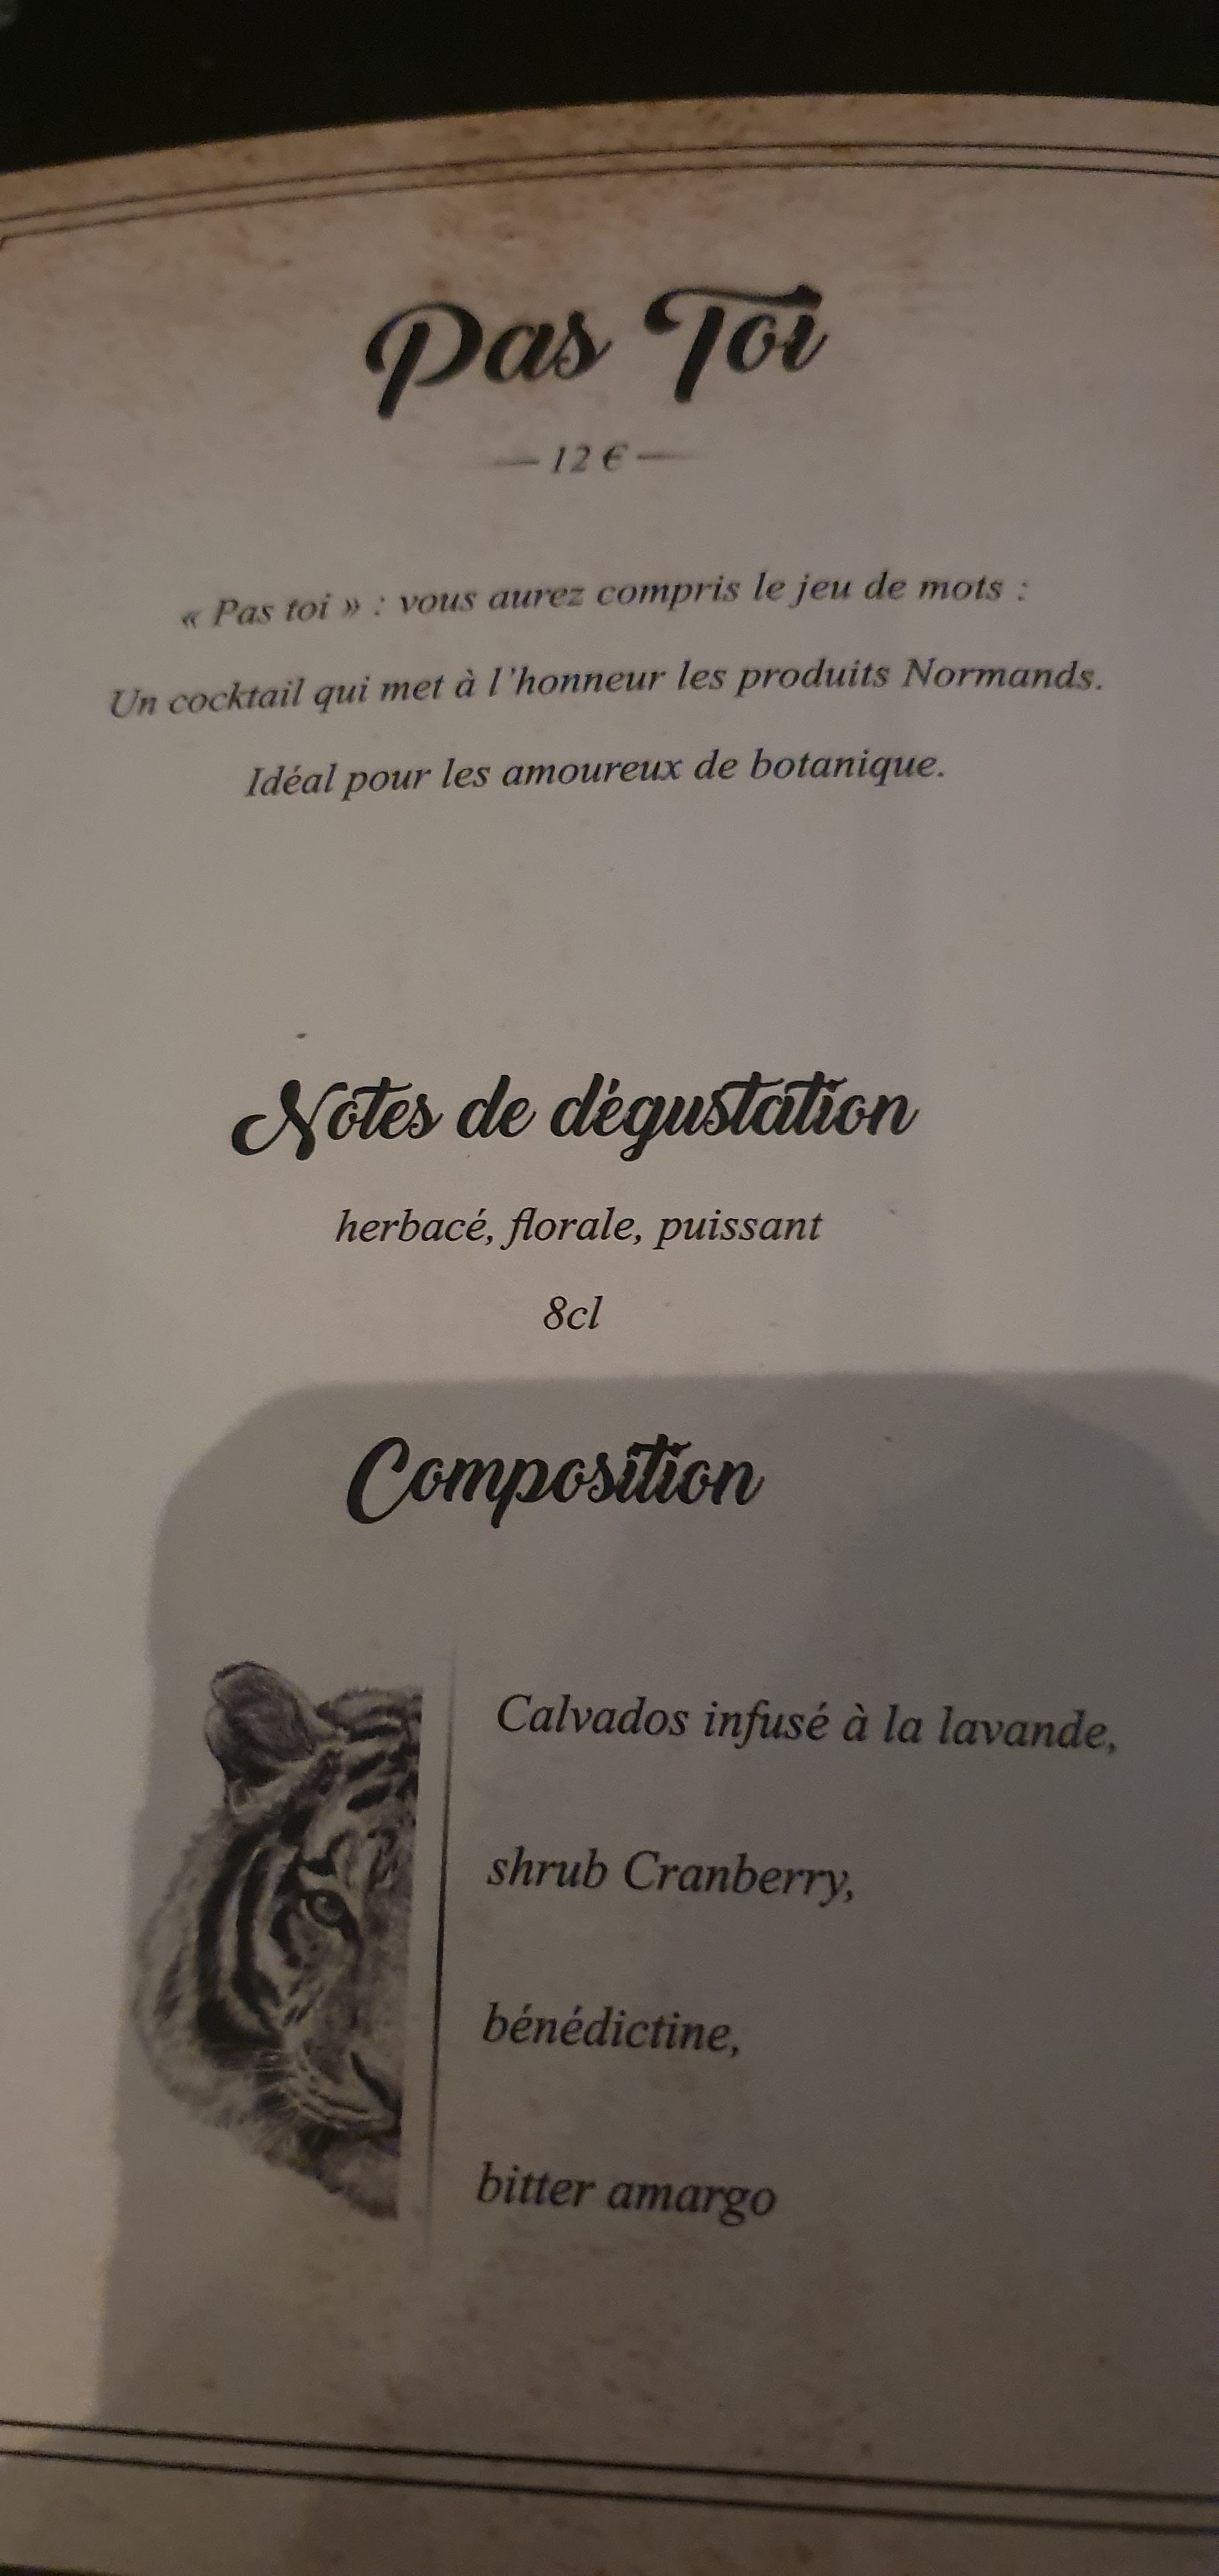 Pas Toi
— 12 € —
« Pas toi » : vous aurez compris le jeu de mots :
Un cocktail qui met à l'honneur les produits Normands.
Idéal pour les amoureux de botanique.
Notes de dégustation
herbacé, florale, puissant
8cl
Composition
Calvados infusé à la lavande,
shrub Cranberry,
bénédictine,
bitter amargo